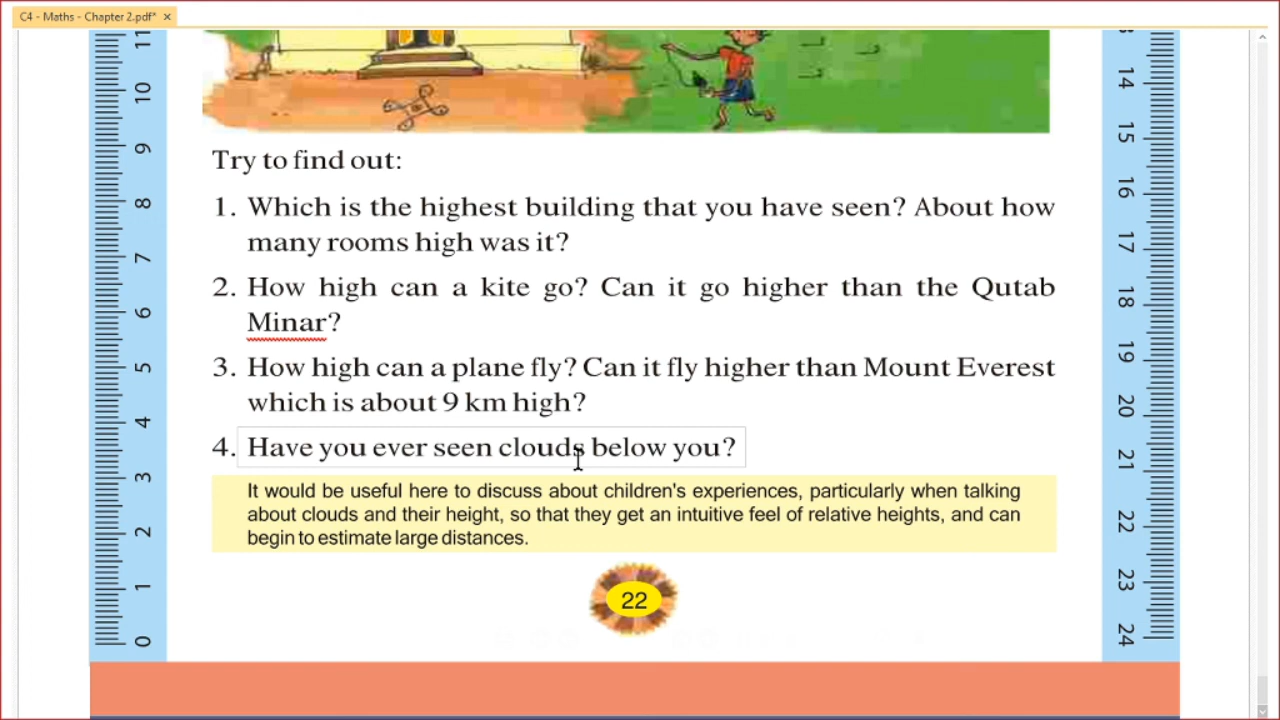 C4 - Maths - Chapter 2.pdf* ×
Try to find out:
1. Which is the highest building that you have seen? About how
many rooms high was it?
2. How high can a kite go? Can it go higher than the Qutab
Minar?
3. How high can a plane fly? Can it fly higher than Mount Everest
which is about 9 km high?
4. Have you ever seen clouds below you?
It would be useful here to discuss about children's experiences, particularly when talking
about clouds and their height, so that they get an intuitive feel of relative heights, and can
begin to estimate large distances.
22
11
10
9
8
7
6
5
4
3
2
1
0
14
15
16
17
18
19
20
21
22
23
24